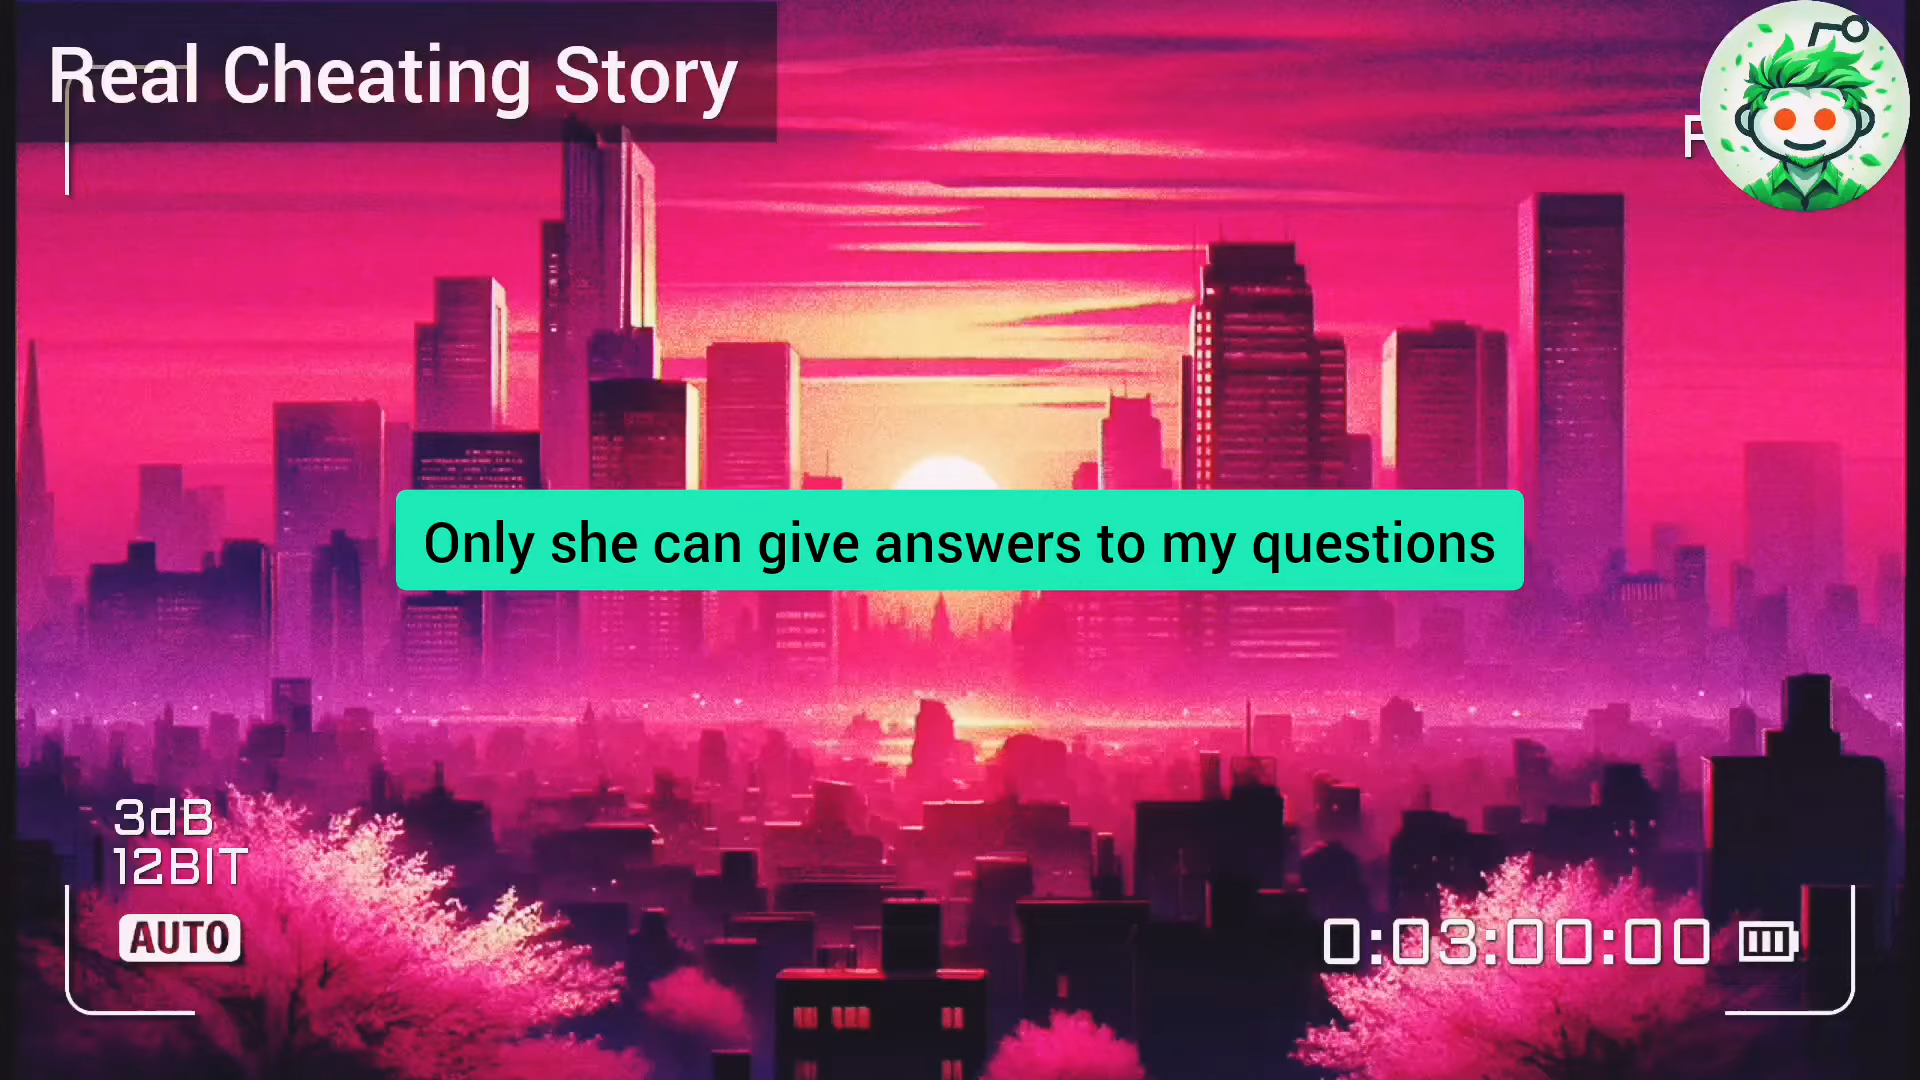 Real Cheating Story
Only she can give answers to my questions
3dB
12BIT
AUTO
0:03:00:00